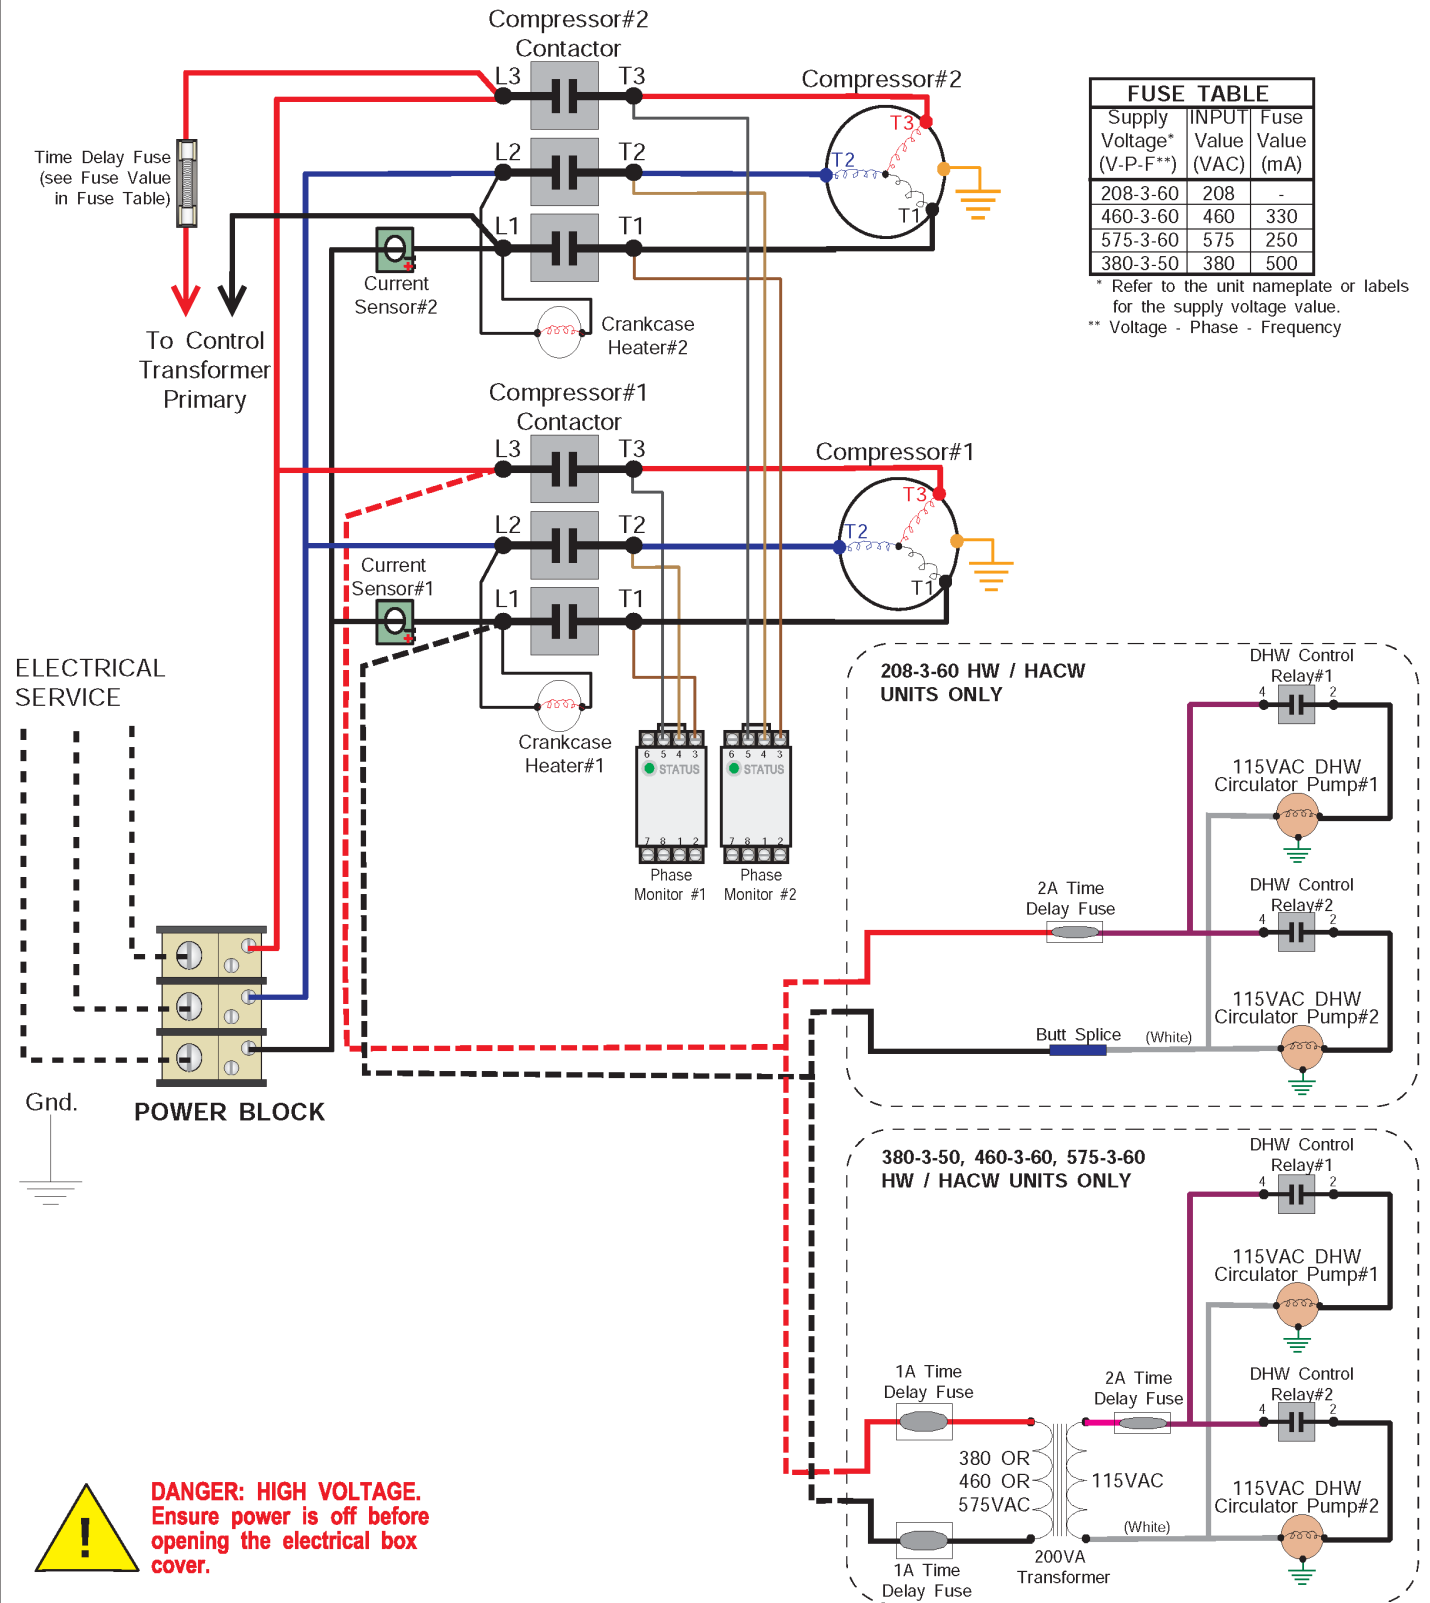 Compressor#2
Contactor
L3
T3
L2
T2
L1
T1
Compressor#2
T3
T2
T1
Time Delay Fuse
(see Fuse Value
in Fuse Table)
Current
Sensor#2
Crankcase
Heater#2
To Control
Transformer
Primary
FUSE TABLE
Supply Voltage* (V-P-F**) INPUT Value (VAC) Fuse Value (mA)
208-3-60 208 -
460-3-60 460 330
575-3-60 575 250
380-3-50 380 500
* Refer to the unit nameplate or labels
for the supply voltage value.
** Voltage - Phase - Frequency
Compressor#1
Contactor
L3
T3
L2
T2
L1
T1
Compressor#1
T3
T2
T1
Current
Sensor#1
Crankcase
Heater#1
6 5 4 3
STATUS
7 8 1 2
Phase
Monitor #1
6 5 4 3
STATUS
7 8 1 2
Phase
Monitor #2
ELECTRICAL
SERVICE
Gnd.
POWER BLOCK
208-3-60 HW / HACW
UNITS ONLY
DHW Control
Relay#1
4 2
115VAC DHW
Circulator Pump#1
2A Time
Delay Fuse
DHW Control
Relay#2
4 2
115VAC DHW
Circulator Pump#2
Butt Splice
(White)
380-3-50, 460-3-60, 575-3-60
HW / HACW UNITS ONLY
DHW Control
Relay#1
4 2
115VAC DHW
Circulator Pump#1
1A Time
Delay Fuse
2A Time
Delay Fuse
DHW Control
Relay#2
4 2
380 OR
460 OR
575VAC
115VAC
115VAC DHW
Circulator Pump#2
(White)
200VA
Transformer
1A Time
Delay Fuse
!
DANGER: HIGH VOLTAGE.
Ensure power is off before
opening the electrical box
cover.